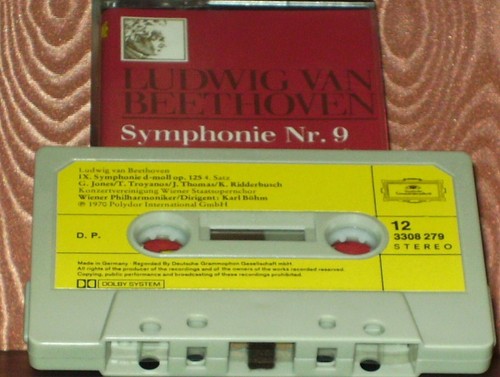 LUDWIG VAN
BEETHOVEN
Symphonie Nr. 9
Ludwig van Beethoven
IX. Symphonie d-moll op. 125 4. Satz
G. Jones/T. Troyanos/J. Thomas/K. Ridderbusch
Konzertvereinigung Wiener Staatsopernchor
Wiener Philharmoniker/Dirigent: Karl Böhm
℗ 1970 Polydor International GmbH
D. P.
12
3308 279
STEREO
Made in Germany Recorded By Deutsche Grammophon Gesellschaft mbH
All rights of the producer of the recordings and of the owners of the works recorded reserved.
Copying, public performance and broadcasting of these recordings prohibited.
DOLBY SYSTEM